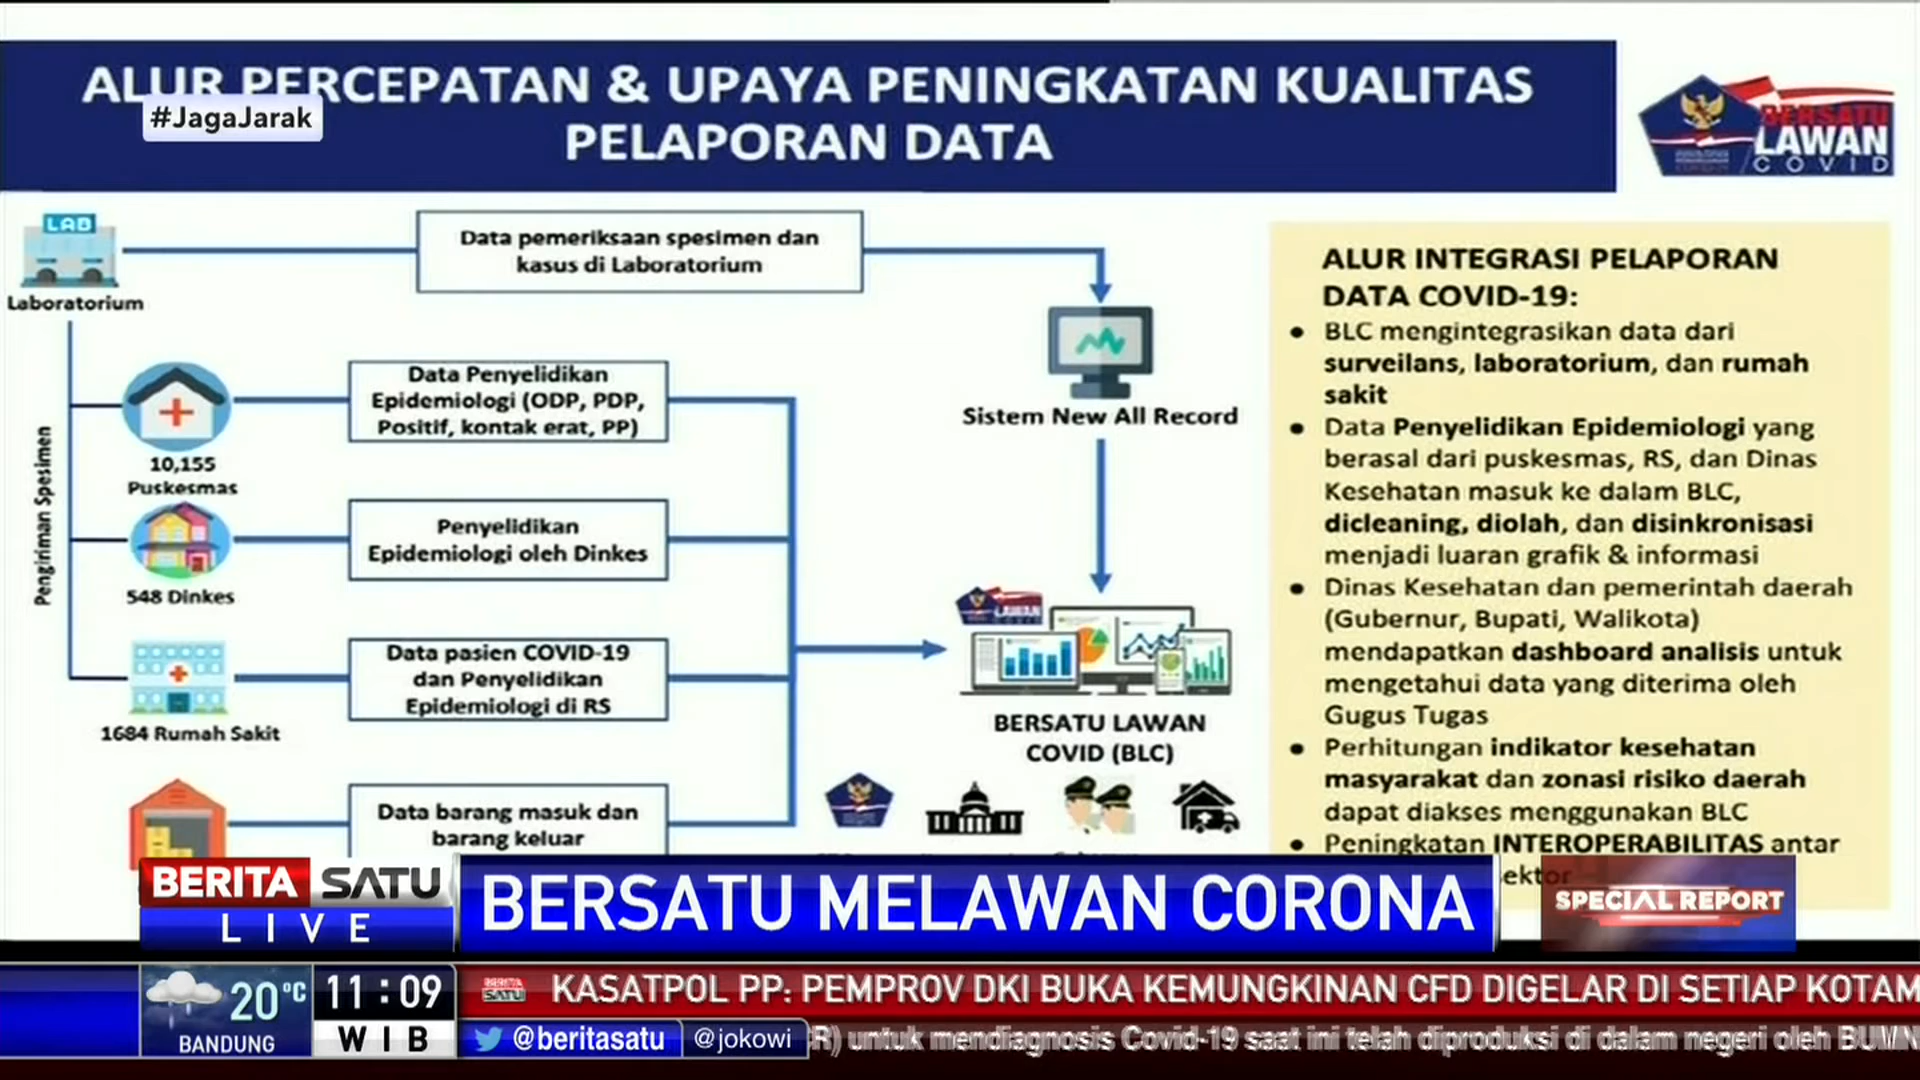 ALUR PERCEPATAN & UPAYA PENINGKATAN KUALITAS
#JagaJarak
PELAPORAN DATA
BERSATU
LAWAN
COVID
LAB
Laboratorium
Data pemeriksaan spesimen dan
kasus di Laboratorium
Sistem New All Record
Pengiriman Spesimen
10,155
Puskesmas
Data Penyelidikan
Epidemiologi (ODP, PDP,
Positif, kontak erat, PP)
548 Dinkes
Penyelidikan
Epidemiologi oleh Dinkes
1684 Rumah Sakit
Data pasien COVID-19
dan Penyelidikan
Epidemiologi di RS
Data barang masuk dan
barang keluar
LAWAN
BERSATU LAWAN
COVID (BLC)
ALUR INTEGRASI PELAPORAN
DATA COVID-19:
• BLC mengintegrasikan data dari
surveilans, laboratorium, dan rumah
sakit
• Data Penyelidikan Epidemiologi yang
berasal dari puskesmas, RS, dan Dinas
Kesehatan masuk ke dalam BLC,
dicleaning, diolah, dan disinkronisasi
menjadi luaran grafik & informasi
• Dinas Kesehatan dan pemerintah daerah
(Gubernur, Bupati, Walikota)
mendapatkan dashboard analisis untuk
mengetahui data yang diterima oleh
Gugus Tugas
• Perhitungan indikator kesehatan
masyarakat dan zonasi risiko daerah
dapat diakses menggunakan BLC
• Peningkatan INTEROPERABILITAS antar
sektor
BERITA SATU
LIVE
BERSATU MELAWAN CORONA
SPECIAL REPORT
20°C
BANDUNG
11:09
WIB
BERITA SATU
KASATPOL PP: PEMPROV DKI BUKA KEMUNGKINAN CFD DIGELAR DI SETIAP KOTAM
@beritasatu
@jokowi
R) untuk mendiagnosis Covid-19 saat ini telah diproduksi di dalam negeri oleh BUMN